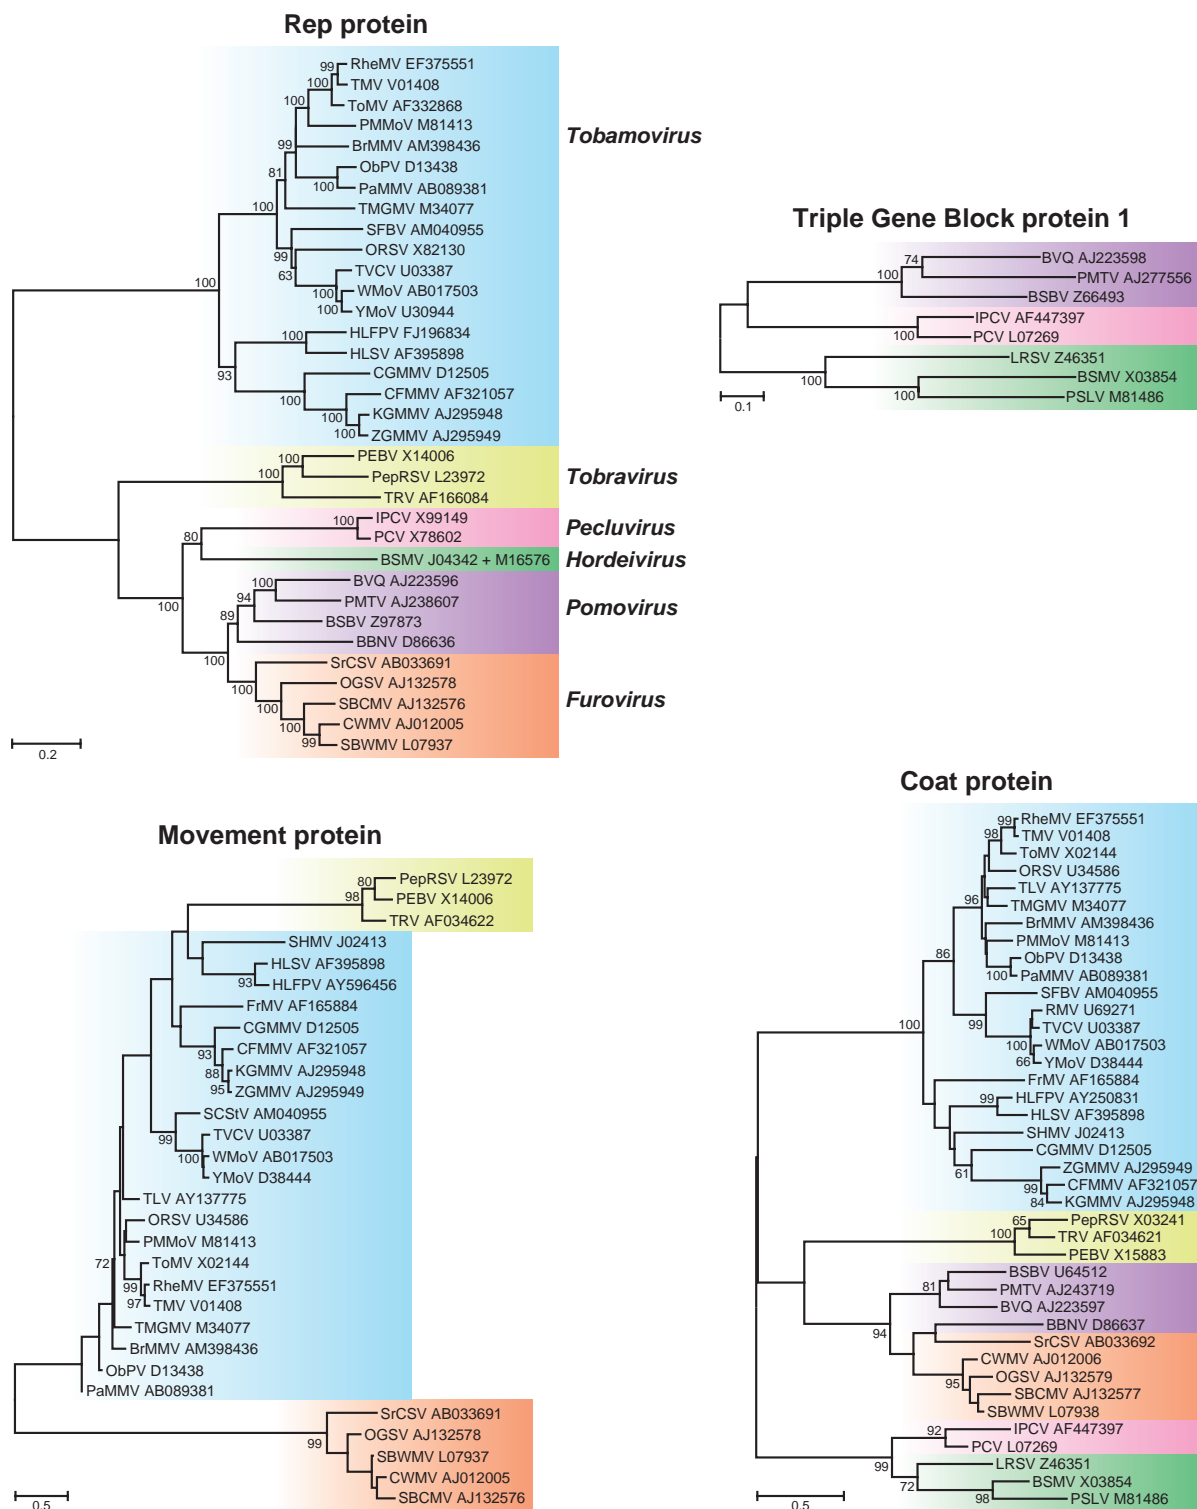 Rep protein
99
RheMV EF375551
100
TMV V01408
100
ToMV AF332868
PMMoV M81413
99
BrMMV AM398436
Tobamovirus
81
ObPV D13438
100
PaMMV AB089381
100
TMGMV M34077
SFBV AM040955
99
ORSV X82130
63
TVCV U03387
100
WMoV AB017503
100
YMoV U30944
100
100
HLFPV FJ196834
HLSV AF395898
93
CGMMV D12505
100
CFMMV AF321057
100
KGMMV AJ295948
100
ZGMMV AJ295949
100
PEBV X14006
100
PepRSV L23972
Tobravirus
TRV AF166084
100
IPCV X99149
Pecluvirus
80
PCV X78602
BSMV J04342 + M16576
Hordeivirus
100
BVQ AJ223596
94
PMTV AJ238607
Pomovirus
100
89
BSBV Z97873
BBNV D86636
100
SrCSV AB033691
100
OGSV AJ132578
100
SBCMV AJ132576
Furovirus
100
CWMV AJ012005
99
SBWMV L07937
0.2
Triple Gene Block protein 1
74
BVQ AJ223598
100
PMTV AJ277556
BSBV Z66493
IPCV AF447397
100
PCV L07269
LRSV Z46351
100
BSMV X03854
100
PSLV M81486
0.1
Movement protein
80
PepRSV L23972
98
PEBV X14006
TRV AF034622
SHMV J02413
HLSV AF395898
93
HLFPV AY596456
FrMV AF165884
CGMMV D12505
93
CFMMV AF321057
88
KGMMV AJ295948
95
ZGMMV AJ295949
SCStV AM040955
99
TVCV U03387
100
WMoV AB017503
YMoV D38444
TLV AY137775
ORSV U34586
PMMoV M81413
72
ToMV X02144
99
RheMV EF375551
97
TMV V01408
TMGMV M34077
BrMMV AM398436
ObPV D13438
PaMMV AB089381
SrCSV AB033691
99
OGSV AJ132578
SBWMV L07937
CWMV AJ012005
SBCMV AJ132576
0.5
Coat protein
99
RheMV EF375551
98
TMV V01408
ToMV X02144
ORSV U34586
TLV AY137775
96
TMGMV M34077
BrMMV AM398436
PMMoV M81413
86
ObPV D13438
100
PaMMV AB089381
SFBV AM040955
RMV U69271
99
TVCV U03387
100
100
WMoV AB017503
66
YMoV D38444
FrMV AF165884
99
HLFPV AY250831
HLSV AF395898
SHMV J02413
CGMMV D12505
61
ZGMMV AJ295949
99
CFMMV AF321057
84
KGMMV AJ295948
65
PepRSV X03241
100
TRV AF034621
PEBV X15883
BSBV U64512
81
PMTV AJ243719
BVQ AJ223597
94
BBNV D86637
SrCSV AB033692
CWMV AJ012006
95
OGSV AJ132579
SBCMV AJ132577
SBWMV L07938
92
IPCV AF447397
PCV L07269
99
LRSV Z46351
72
BSMV X03854
98
PSLV M81486
0.5